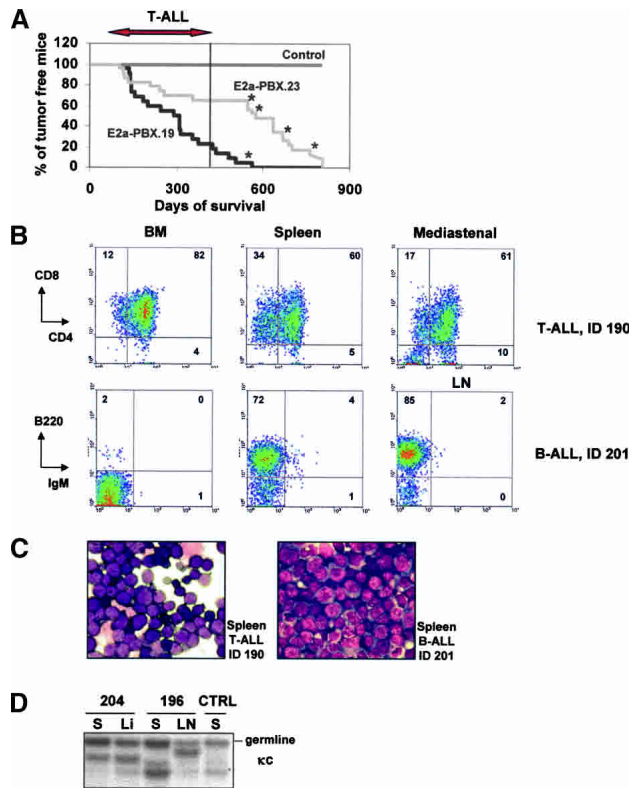 A
T-ALL
% of tumor free mice
120
100
80
60
40
20
0
Control
E2a-PBX.23
E2a-PBX.19
* * * * *
0 300 600 900
Days of survival
B
BM Spleen Mediastenal
CD8
CD4
12 82
4
34 60
5
17 61
10
T-ALL, ID 190
LN
B220
IgM
2 0
1
72 4
1
85 2
0
B-ALL, ID 201
C
Spleen
T-ALL
ID 190
Spleen
B-ALL
ID 201
D
204 196 CTRL
S Li S LN S
germline
κC